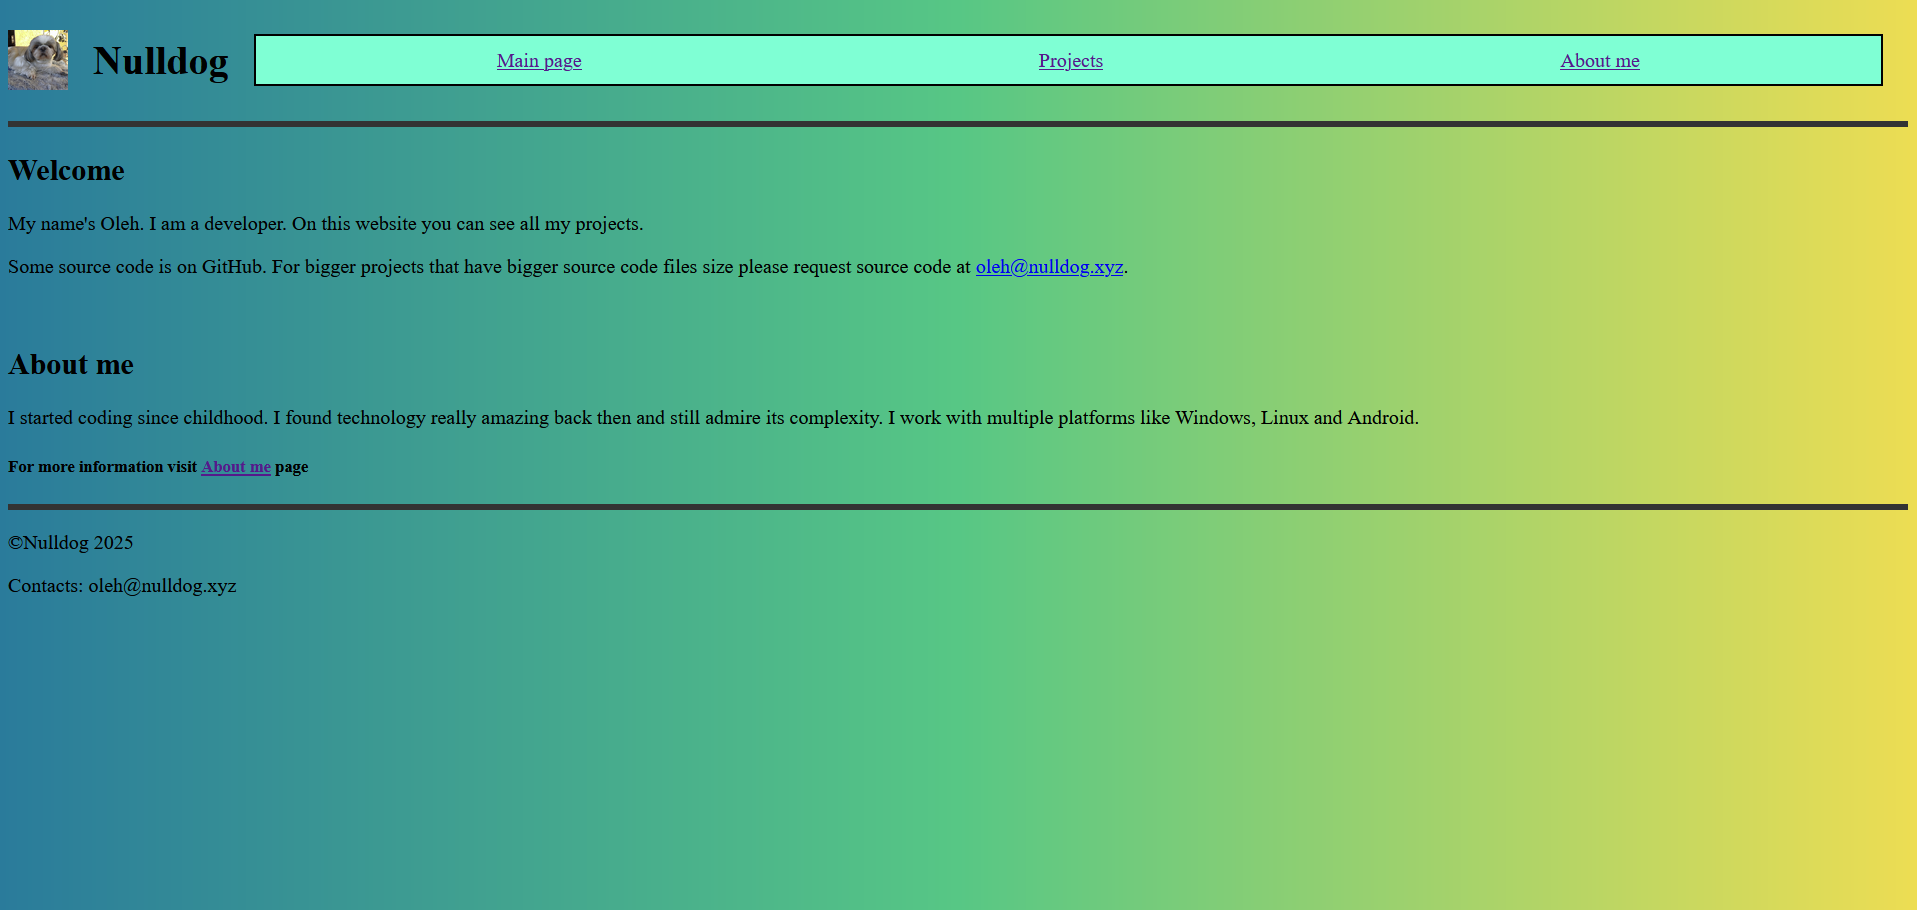 Nulldog
Main page
Projects
About me
Welcome
My name's Oleh. I am a developer. On this website you can see all my projects.
Some source code is on GitHub. For bigger projects that have bigger source code files size please request source code at oleh@nulldog.xyz.
About me
I started coding since childhood. I found technology really amazing back then and still admire its complexity. I work with multiple platforms like Windows, Linux and Android.
For more information visit About me page
©Nulldog 2025
Contacts: oleh@nulldog.xyz